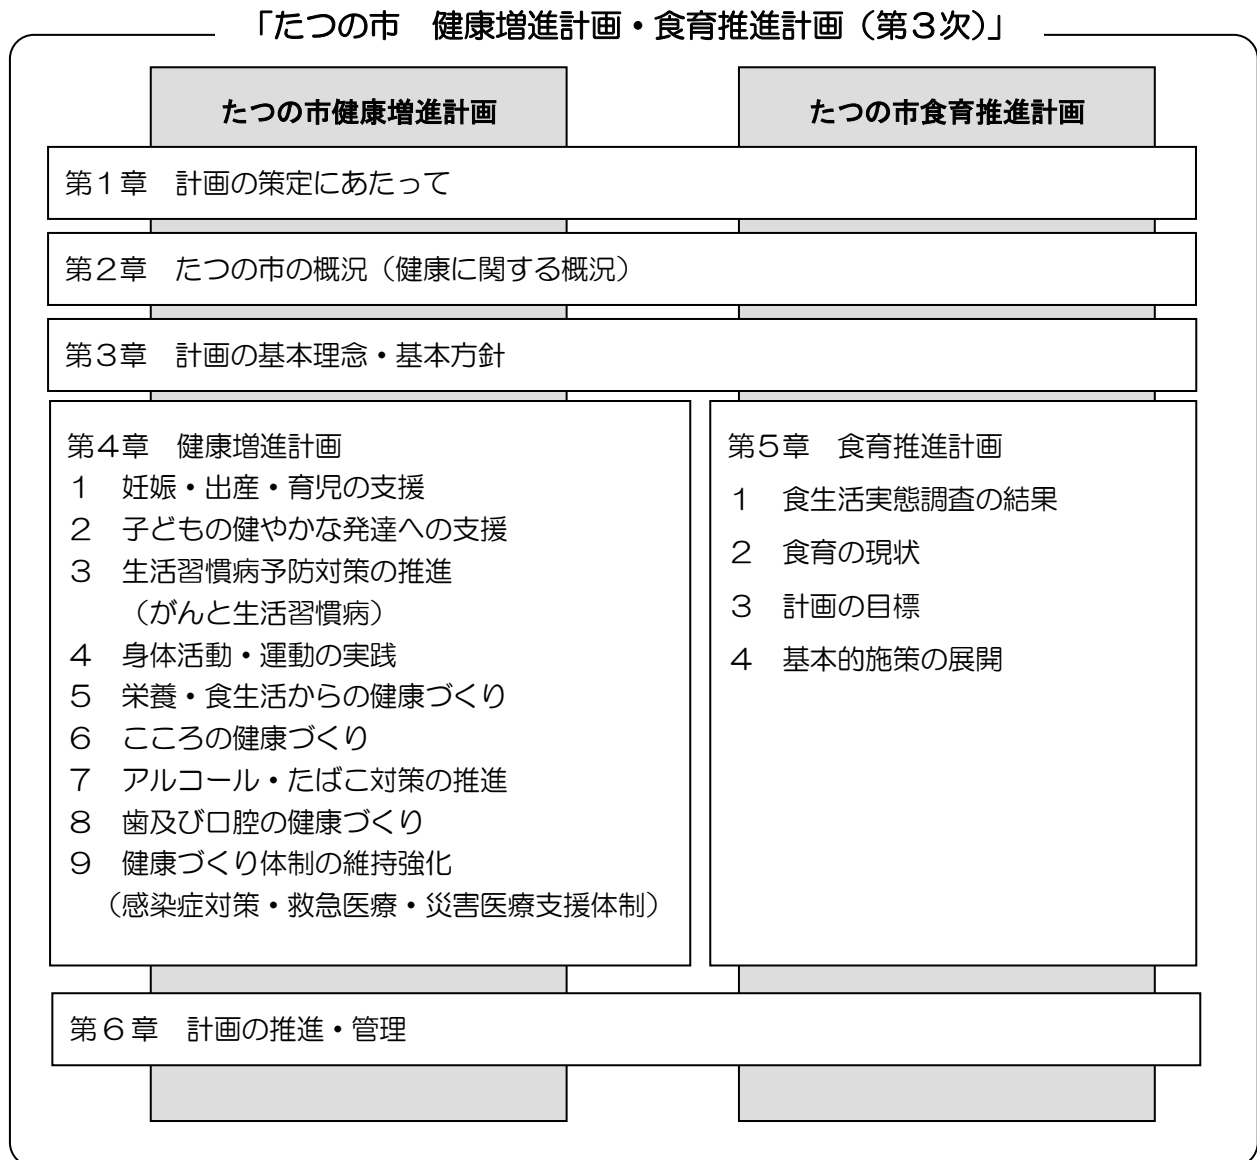 「たつの市　健康増進計画・食育推進計画（第３次）」
たつの市健康増進計画
たつの市食育推進計画
第１章　計画の策定にあたって
第２章　たつの市の概況（健康に関する概況）
第３章　計画の基本理念・基本方針
第４章　健康増進計画
１　妊娠・出産・育児の支援
２　子どもの健やかな発達への支援
３　生活習慣病予防対策の推進
（がんと生活習慣病）
４　身体活動・運動の実践
５　栄養・食生活からの健康づくり
６　こころの健康づくり
７　アルコール・たばこ対策の推進
８　歯及び口腔の健康づくり
９　健康づくり体制の維持強化
（感染症対策・救急医療・災害医療支援体制）
第５章　食育推進計画
１　食生活実態調査の結果
２　食育の現状
３　計画の目標
４　基本的施策の展開
第６章　計画の推進・管理